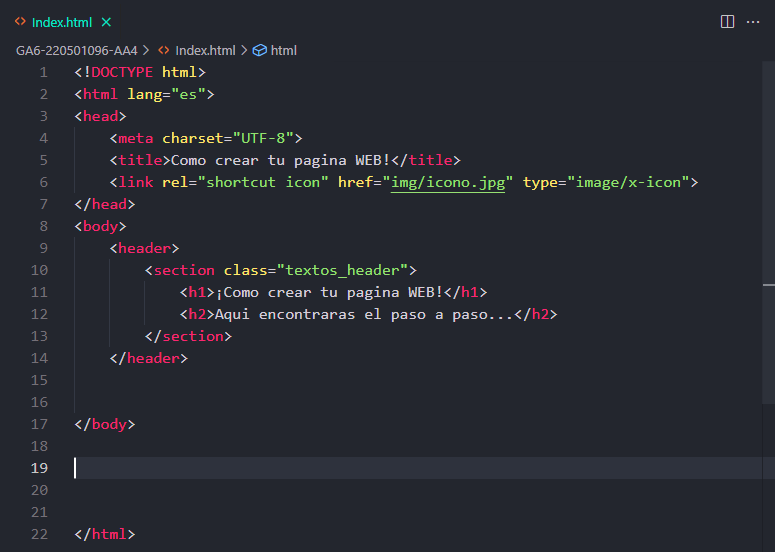 Index.html
GA6-220501096-AA4 > Index.html > html
1 <!DOCTYPE html>
2 <html lang="es">
3 <head>
4     <meta charset="UTF-8">
5     <title>Como crear tu pagina WEB!</title>
6     <link rel="shortcut icon" href="img/icono.jpg" type="image/x-icon">
7 </head>
8 <body>
9     <header>
10         <section class="textos_header">
11             <h1>¡Como crear tu pagina WEB!</h1>
12             <h2>Aqui encontraras el paso a paso...</h2>
13         </section>
14     </header>
15
16
17 </body>
18
19
20
21
22 </html>